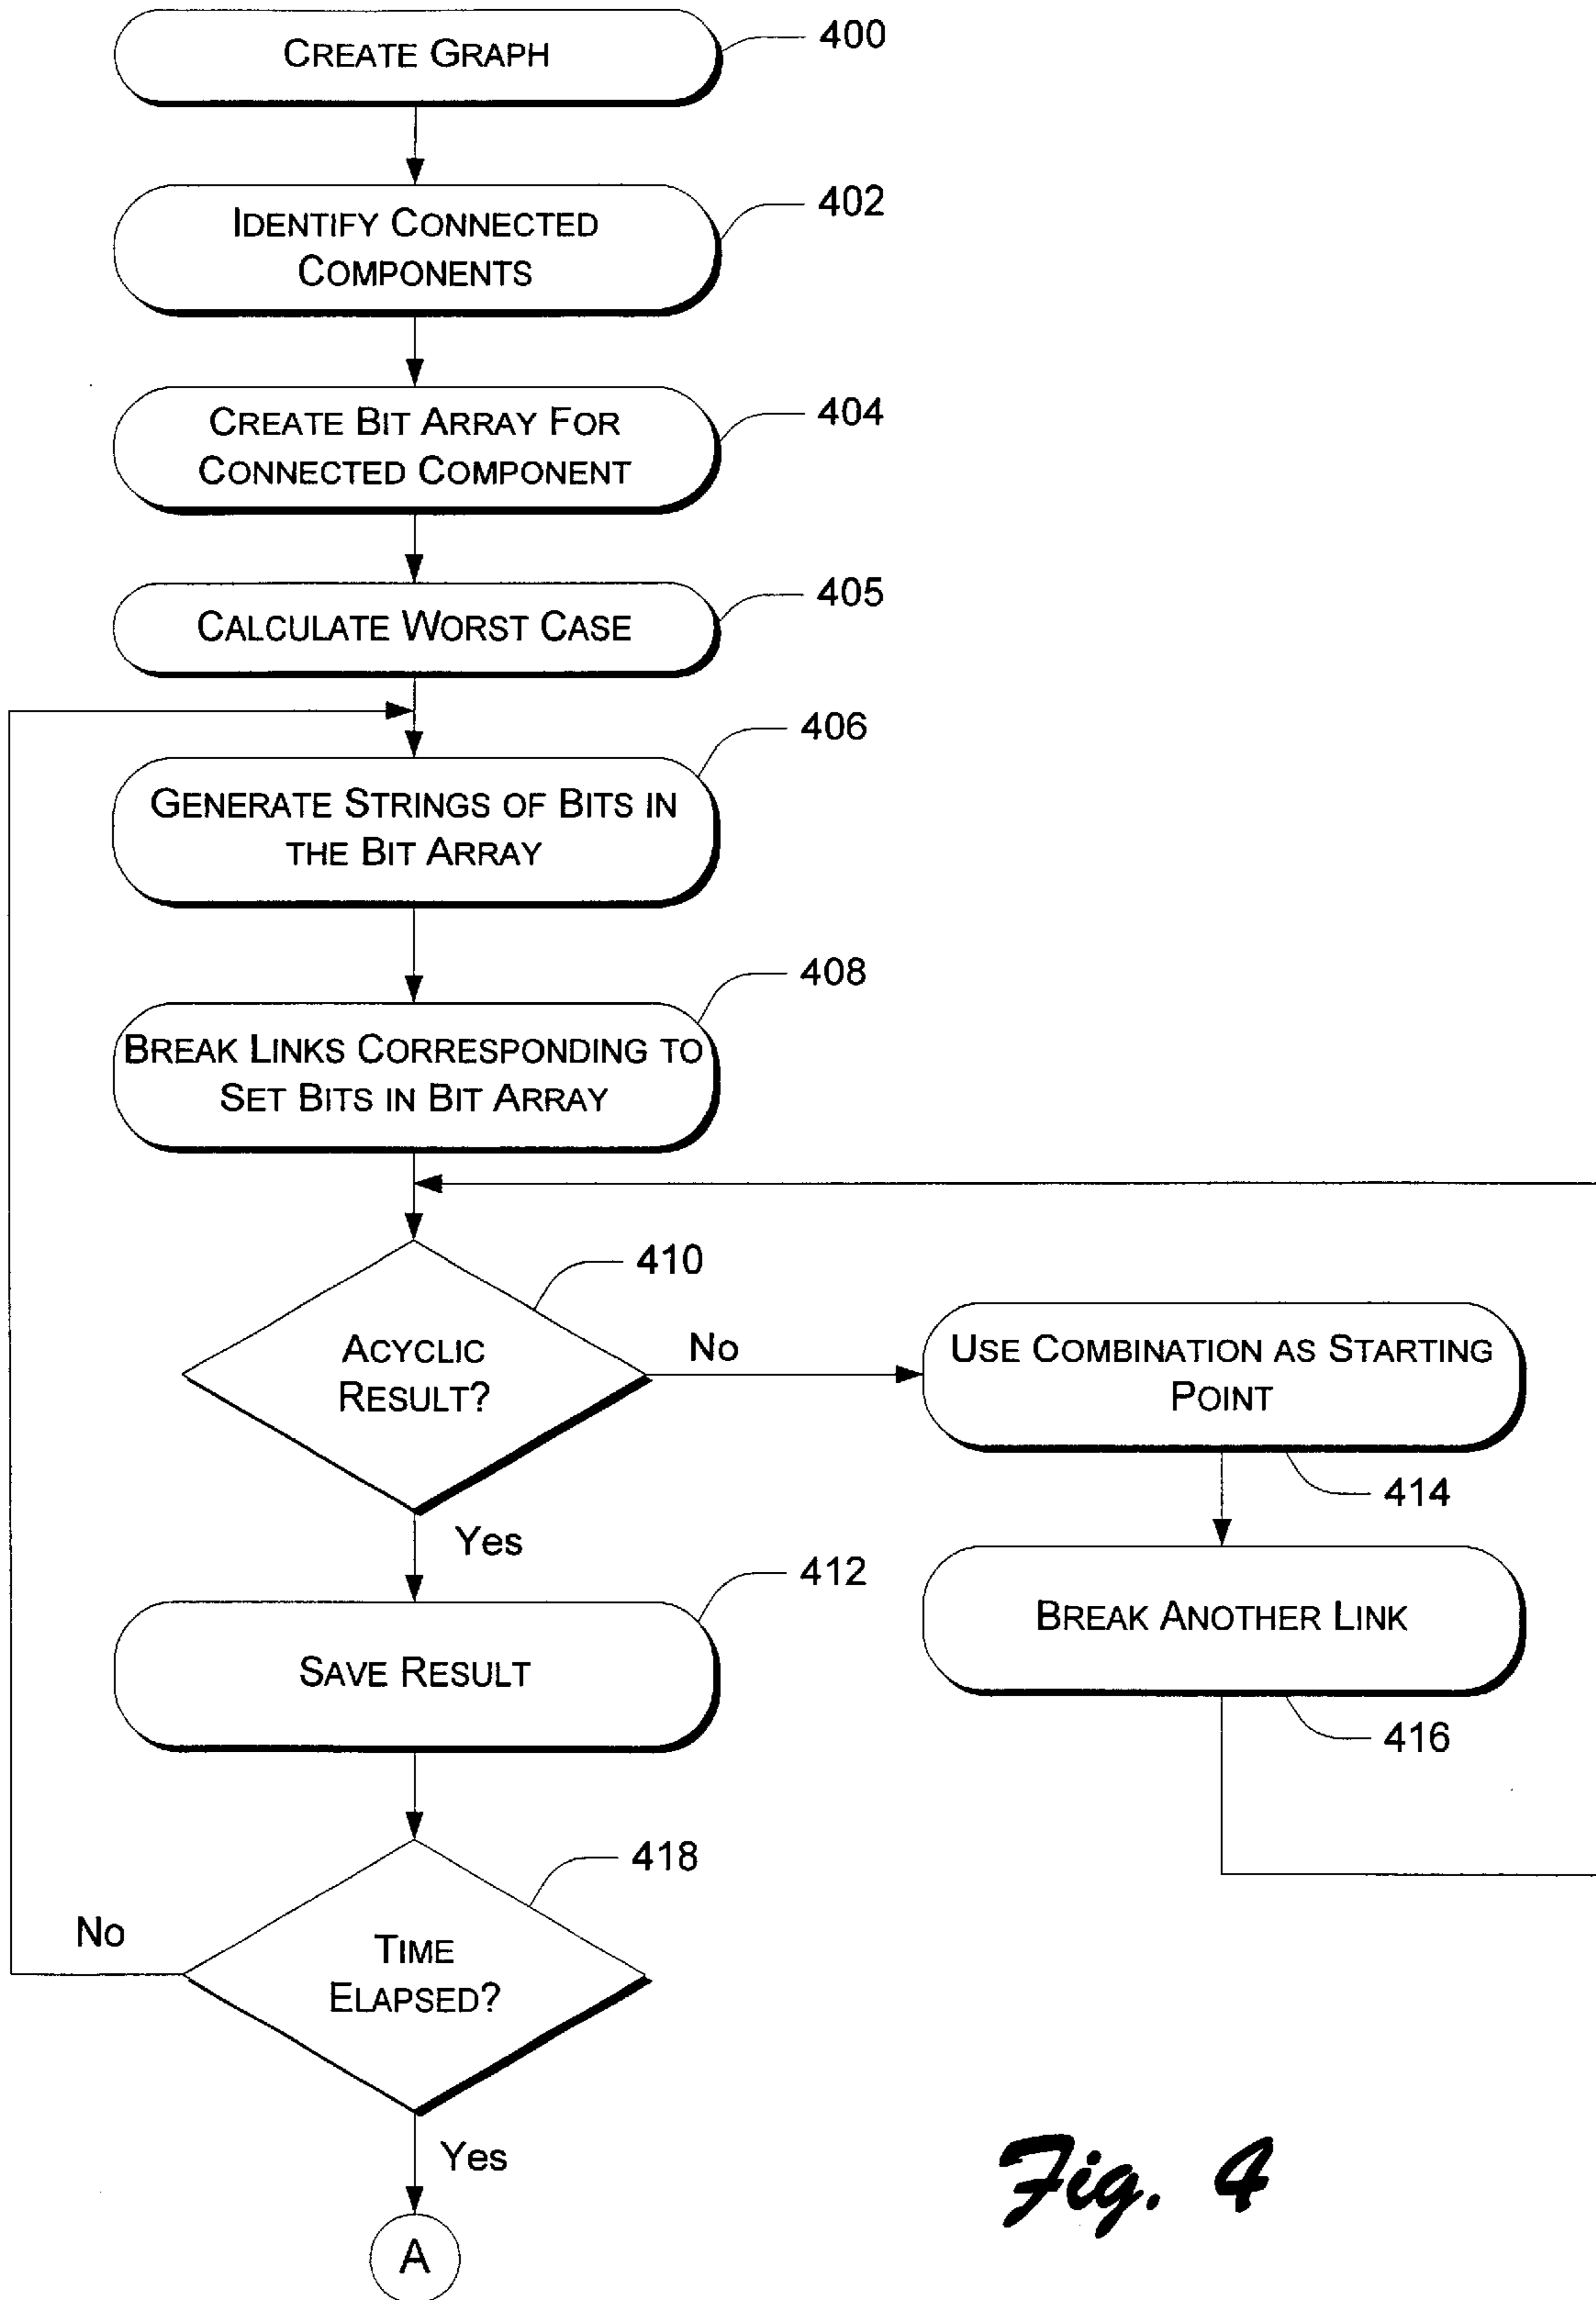 CREATE GRAPH
400
IDENTIFY CONNECTED
COMPONENTS
402
CREATE BIT ARRAY FOR
CONNECTED COMPONENT
404
CALCULATE WORST CASE
405
GENERATE STRINGS OF BITS IN
THE BIT ARRAY
406
BREAK LINKS CORRESPONDING TO
SET BITS IN BIT ARRAY
408
ACYCLIC
RESULT?
410
No
USE COMBINATION AS STARTING
POINT
414
Yes
BREAK ANOTHER LINK
416
SAVE RESULT
412
TIME
ELAPSED?
418
No
Yes
A
Fig. 4